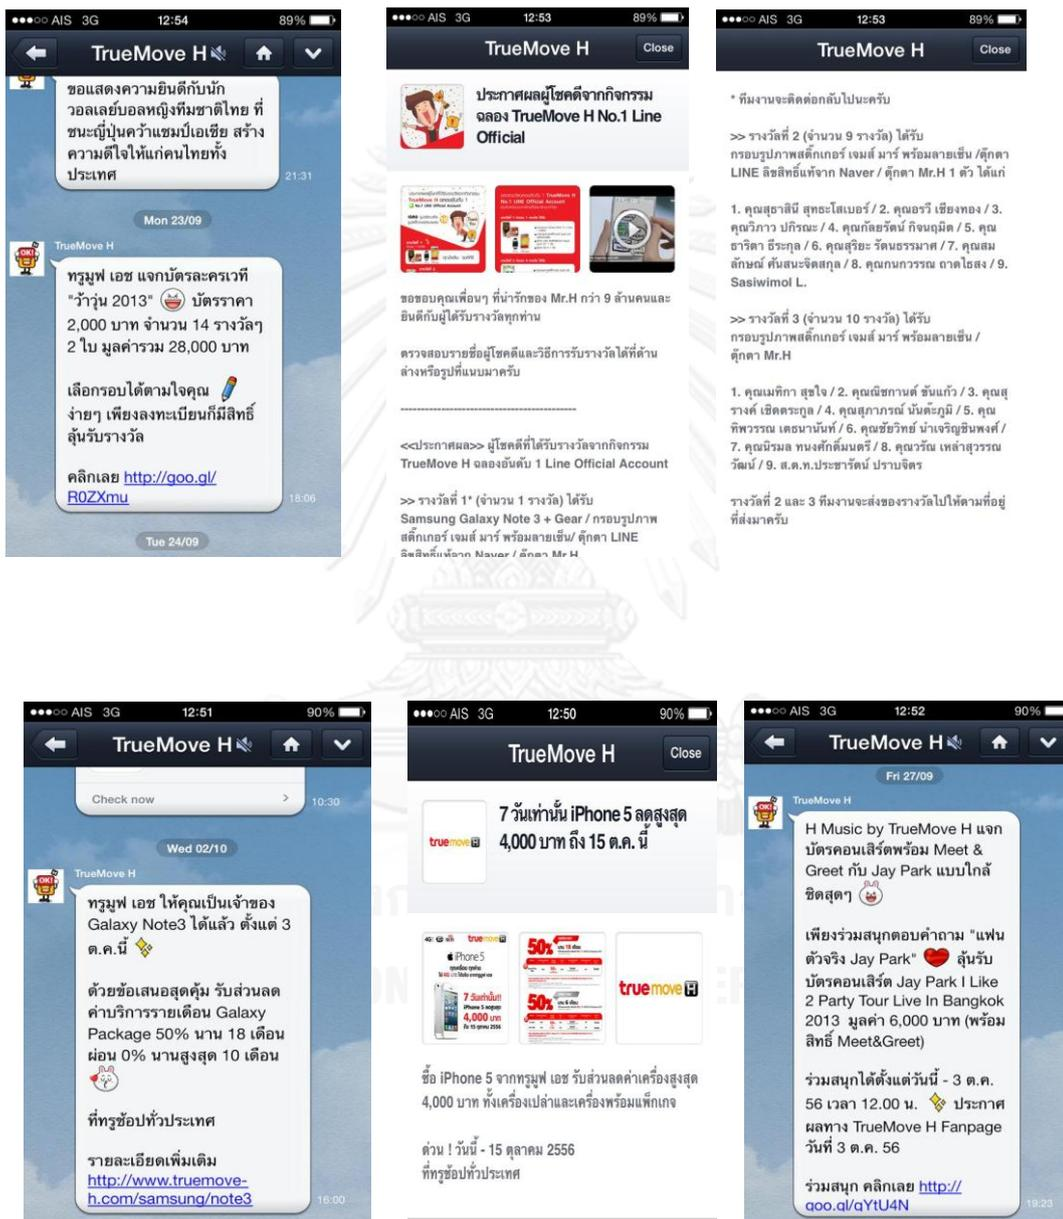 AIS 3G 12:54 89%
TrueMove H
ขอแสดงความยินดีกับนัก
วอลเลย์บอลหญิงทีมชาติไทย ที่
ชนะญี่ปุ่นคว้าแชมป์เอเชีย สร้าง
ความดีใจให้แก่คนไทยทั้ง
ประเทศ
21:31
Mon 23/09
TrueMove H
ทรูมูฟ เอช แจกบัตรละครเวที
"ว้าวุ่น 2013" บัตรราคา
2,000 บาท จำนวน 14 รางวัลๆ
2 ใบ มูลค่ารวม 28,000 บาท
เลือกรอบได้ตามใจคุณ
ง่ายๆ เพียงลงทะเบียนก็มีสิทธิ์
ลุ้นรับรางวัล
คลิกเลย http://goo.gl/
R0ZXmu
18:06
Tue 24/09
AIS 3G 12:53 89%
TrueMove H Close
ประกาศผลผู้โชคดีจากกิจกรรม
ฉลอง TrueMove H No.1 Line
Official
ขอขอบคุณเพื่อนๆ ที่น่ารักของ Mr.H กว่า 9 ล้านคนและ
ยินดีกับผู้ได้รับรางวัลทุกท่าน
ตรวจสอบรายชื่อผู้โชคดีและวิธีการรับรางวัลได้ที่ด้าน
ล่างหรือรูปที่แนบมาครับ
--------------------------------------------
<<ประกาศผล>> ผู้โชคดีที่ได้รับรางวัลจากกิจกรรม
TrueMove H ฉลองอันดับ 1 Line Official Account
>> รางวัลที่ 1* (จำนวน 1 รางวัล) ได้รับ
Samsung Galaxy Note 3 + Gear / กรอบรูปภาพ
สติ๊กเกอร์ เจมส์ มาร์ พร้อมลายเซ็น/ ตุ๊กตา LINE
ลิขสิทธิ์แท้จาก Naver / ตุ๊กตา Mr.H
AIS 3G 12:53 89%
TrueMove H Close
* ทีมงานจะติดต่อกลับไปนะครับ
>> รางวัลที่ 2 (จำนวน 9 รางวัล) ได้รับ
กรอบรูปภาพสติ๊กเกอร์ เจมส์ มาร์ พร้อมลายเซ็น /ตุ๊กตา
LINE ลิขสิทธิ์แท้จาก Naver / ตุ๊กตา Mr.H 1 ตัว ได้แก่
1. คุณสุธาสินี สุทธะโสเบอร์ / 2. คุณอรวี เชียงทอง / 3.
คุณวิภาว ปกิรณะ / 4. คุณกัลยรัตน์ กิจนฤมิต / 5. คุณ
ธาริตา ธีระกุล / 6. คุณสุริยะ รัตนธรรมาศ / 7. คุณสม
ลักษณ์ ศันสนะจิตสกุล / 8. คุณกนกวรรณ ถาดไธสง / 9.
Sasiwimol L.
>> รางวัลที่ 3 (จำนวน 10 รางวัล) ได้รับ
กรอบรูปภาพสติ๊กเกอร์ เจมส์ มาร์ พร้อมลายเซ็น /
ตุ๊กตา Mr.H
1. คุณเมทิกา สุขใจ / 2. คุณณิชกานต์ ขันแก้ว / 3. คุณสุ
รางค์ เชิดตระกูล / 4. คุณสุภาภรณ์ นันต๊ะภูมิ / 5. คุณ
ทิพวรรณ เตธนานันท์ / 6. คุณชัยวิทย์ นำเจริญชินพงศ์ /
7. คุณนิรมล ทนงศักดิ์มนตรี / 8. คุณวรัณ เหล่าสุวรรณ
วัฒน์ / 9. ส.ต.ท.ประชารัตน์ ปราบจิตร
รางวัลที่ 2 และ 3 ทีมงานจะส่งของรางวัลไปให้ตามที่อยู่
ที่ส่งมาครับ
AIS 3G 12:51 90%
TrueMove H
Check now
10:30
Wed 02/10
TrueMove H
ทรูมูฟ เอช ให้คุณเป็นเจ้าของ
Galaxy Note3 ได้แล้ว ตั้งแต่ 3
ต.ค.นี้
ด้วยข้อเสนอสุดคุ้ม รับส่วนลด
ค่าบริการรายเดือน Galaxy
Package 50% นาน 18 เดือน
ผ่อน 0% นานสูงสุด 10 เดือน
ที่ทรูช้อปทั่วประเทศ
รายละเอียดเพิ่มเติม
http://www.truemove-
h.com/samsung/note3
16:00
AIS 3G 12:50 90%
TrueMove H Close
truemove H
7 วันเท่านั้น iPhone 5 ลดสูงสุด
4,000 บาท ถึง 15 ต.ค. นี้
truemove H
iPhone 5
7 วันเท่านั้น!!
iPhone 5 ลดสูงสุด
4,000 บาท
ถึง 15 ตุลาคม 2556
50% นาน 18 เดือน
50% นาน 6 เดือน
truemove H
ซื้อ iPhone 5 จากทรูมูฟ เอช รับส่วนลดค่าเครื่องสูงสุด
4,000 บาท ทั้งเครื่องเปล่าและเครื่องพร้อมแพ็กเกจ
ด่วน ! วันนี้ - 15 ตุลาคม 2556
ที่ทรูช้อปทั่วประเทศ
AIS 3G 12:52 90%
TrueMove H
Fri 27/09
TrueMove H
H Music by TrueMove H แจก
บัตรคอนเสิร์ตพร้อม Meet &
Greet กับ Jay Park แบบใกล้
ชิดสุดๆ
เพียงร่วมสนุกตอบคำถาม "แฟน
ตัวจริง Jay Park" ลุ้นรับ
บัตรคอนเสิร์ต Jay Park I Like
2 Party Tour Live In Bangkok
2013 มูลค่า 6,000 บาท (พร้อม
สิทธิ์ Meet&Greet)
ร่วมสนุกได้ตั้งแต่วันนี้ - 3 ต.ค.
56 เวลา 12.00 น. ประกาศ
ผลทาง TrueMove H Fanpage
วันที่ 3 ต.ค. 56
ร่วมสนุก คลิกเลย http://
goo.gl/gYtU4N
19:23